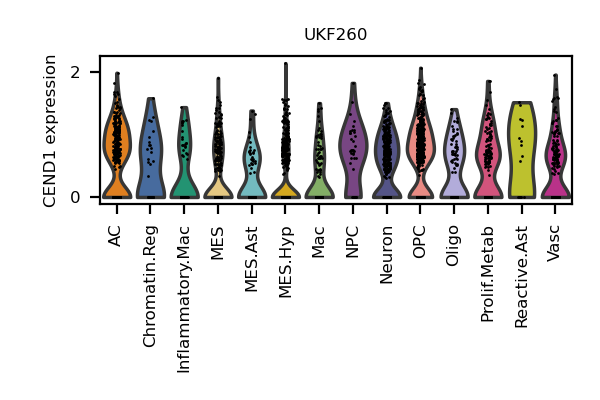 UKF260
CEND1 expression
2
0
AC
Chromatin.Reg
Inflammatory.Mac
MES
MES.Ast
MES.Hyp
Mac
NPC
Neuron
OPC
Oligo
Prolif.Metab
Reactive.Ast
Vasc